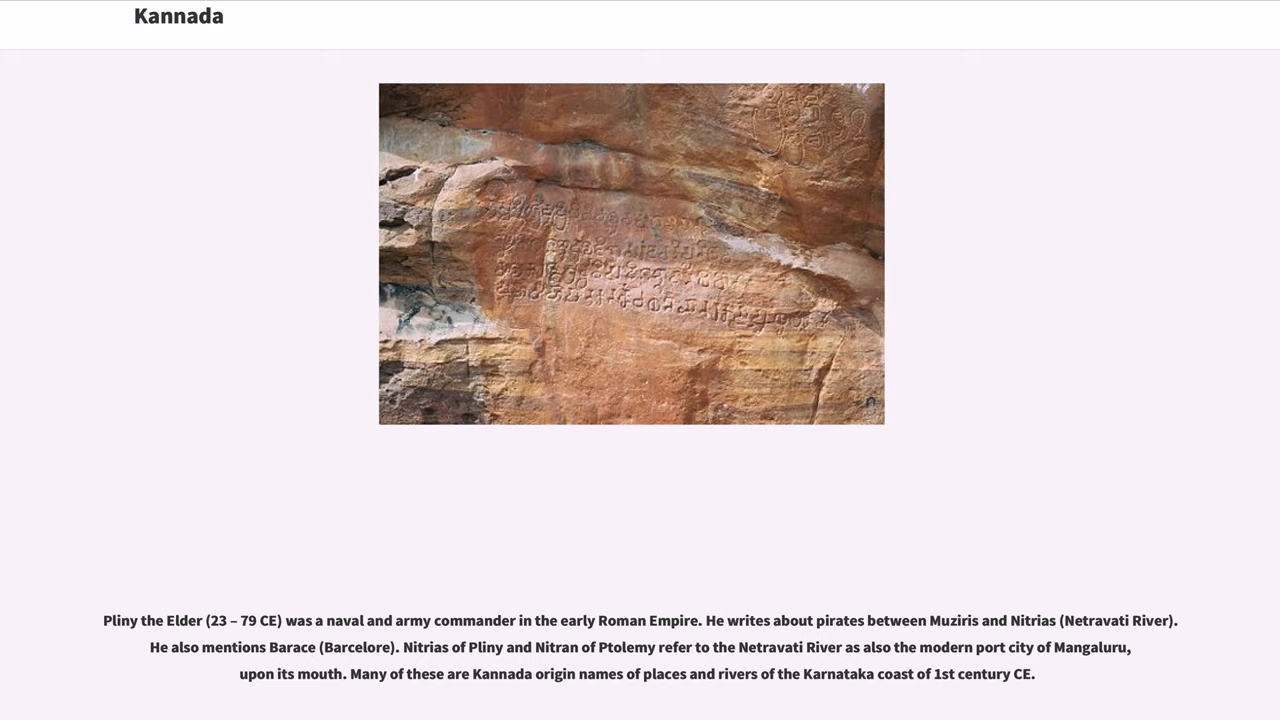 Kannada
Pliny the Elder (23 – 79 CE) was a naval and army commander in the early Roman Empire. He writes about pirates between Muziris and Nitrias (Netravati River).
He also mentions Barace (Barcelore). Nitrias of Pliny and Nitran of Ptolemy refer to the Netravati River as also the modern port city of Mangaluru,
upon its mouth. Many of these are Kannada origin names of places and rivers of the Karnataka coast of 1st century CE.